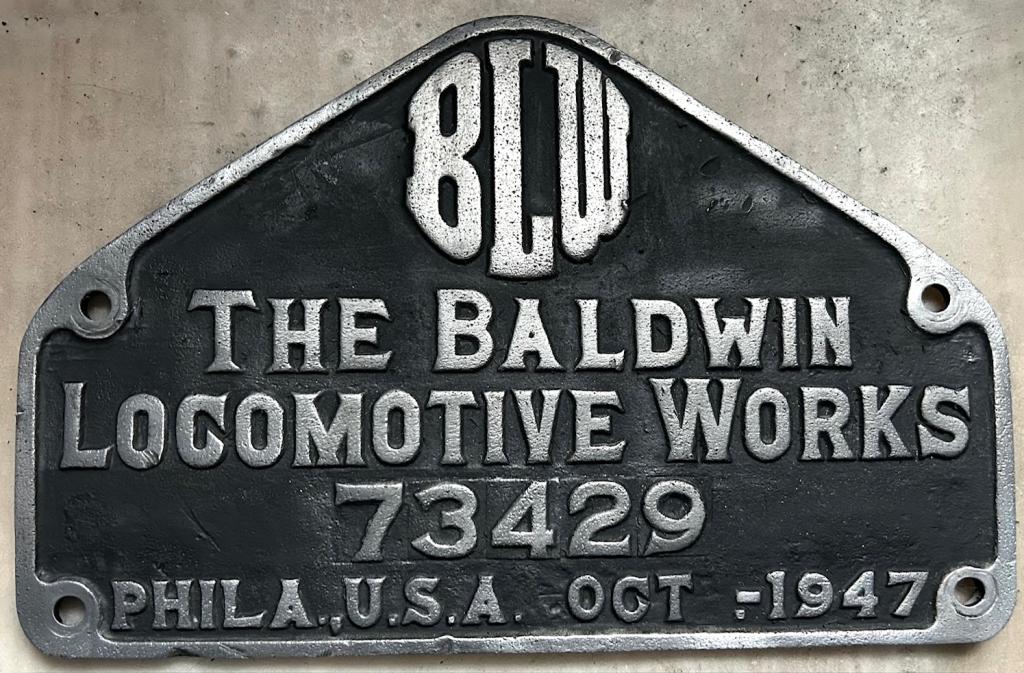 BLW
THE BALDWIN
LOCOMOTIVE WORKS
73429
PHILA., U.S.A. OCT -1947